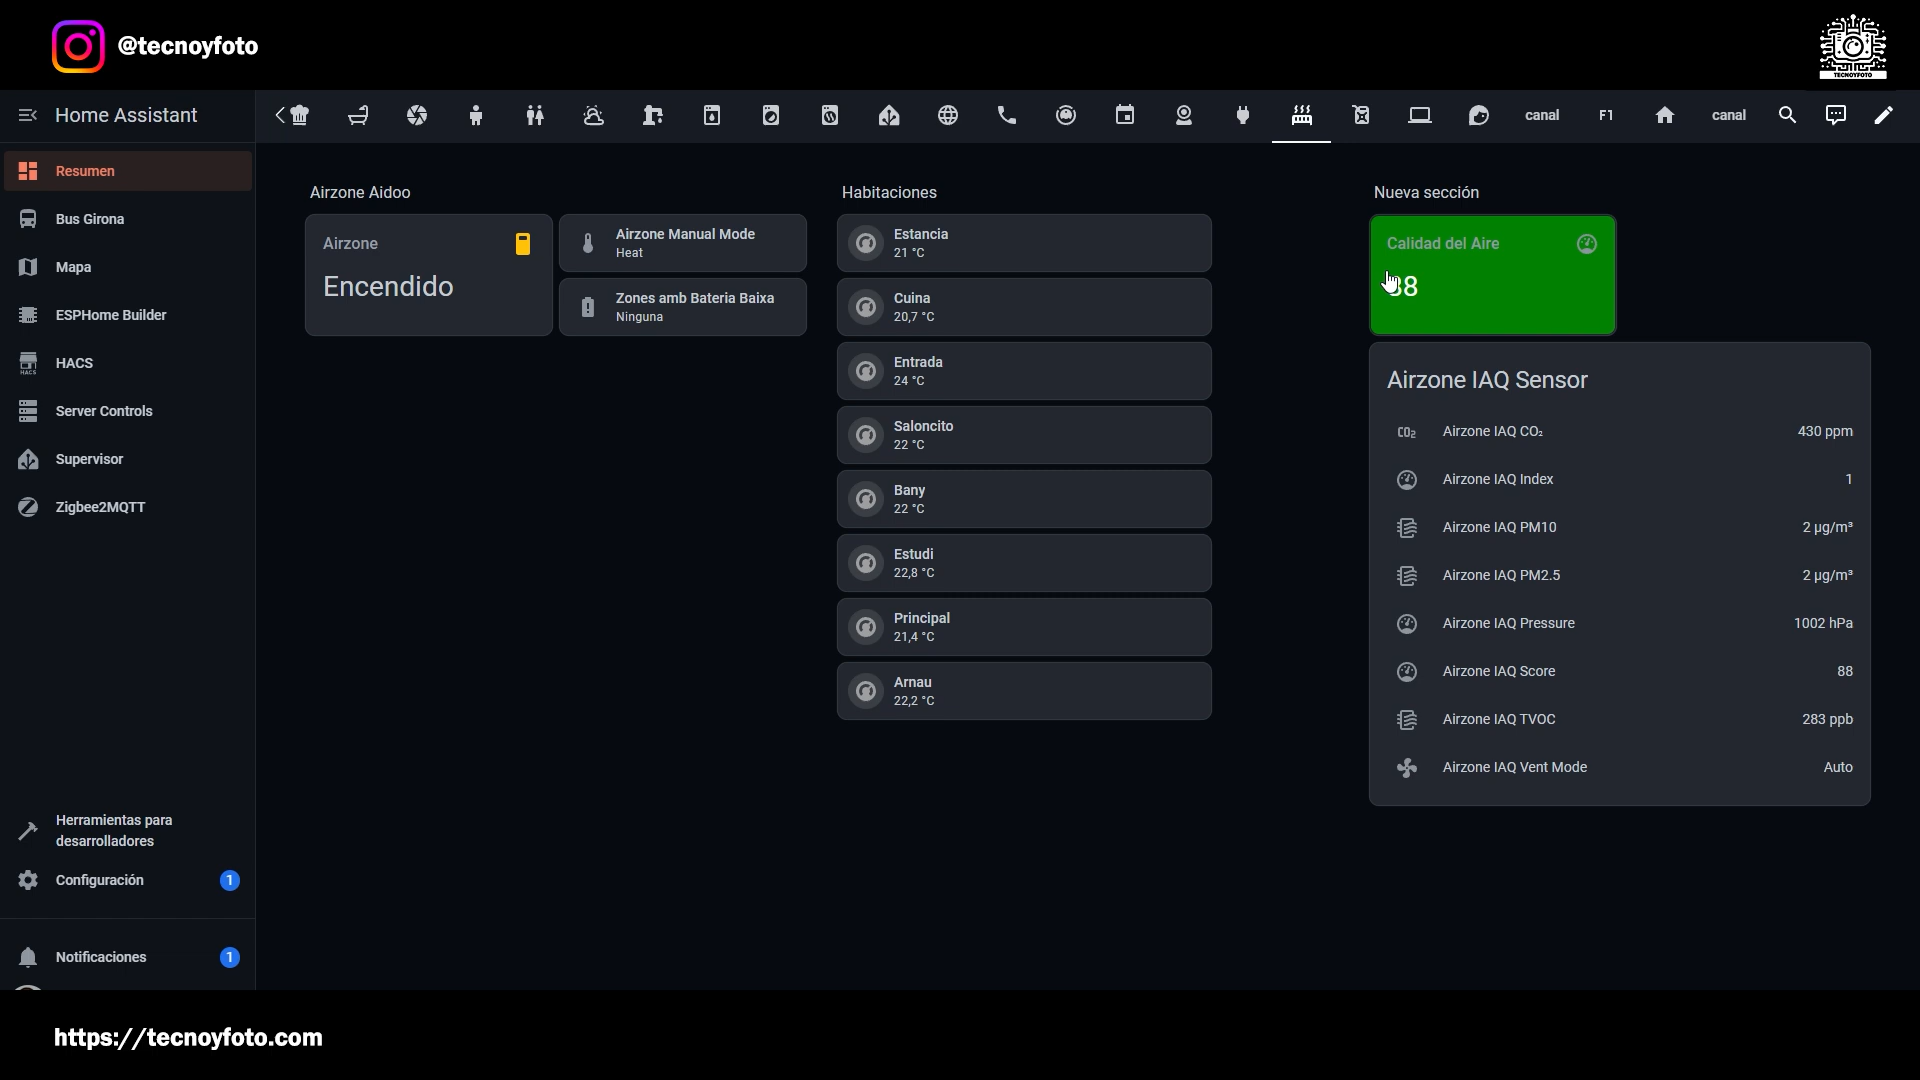 @tecnoyfoto
TECNOYFOTO
Home Assistant
canal
F1
canal
Resumen
Bus Girona
Mapa
ESPHome Builder
HACS
HACS
Server Controls
Supervisor
Zigbee2MQTT
Herramientas para
desarrolladores
Configuración
1
Notificaciones
1
Airzone Aidoo
Airzone
Encendido
Airzone Manual Mode
Heat
Zones amb Bateria Baixa
Ninguna
Habitaciones
Estancia
21 °C
Cuina
20,7 °C
Entrada
24 °C
Saloncito
22 °C
Bany
22 °C
Estudi
22,8 °C
Principal
21,4 °C
Arnau
22,2 °C
Nueva sección
Calidad del Aire
88
Airzone IAQ Sensor
CO₂ Airzone IAQ CO₂ 430 ppm
Airzone IAQ Index 1
Airzone IAQ PM10 2 µg/m³
Airzone IAQ PM2.5 2 µg/m³
Airzone IAQ Pressure 1002 hPa
Airzone IAQ Score 88
Airzone IAQ TVOC 283 ppb
Airzone IAQ Vent Mode Auto
https://tecnoyfoto.com